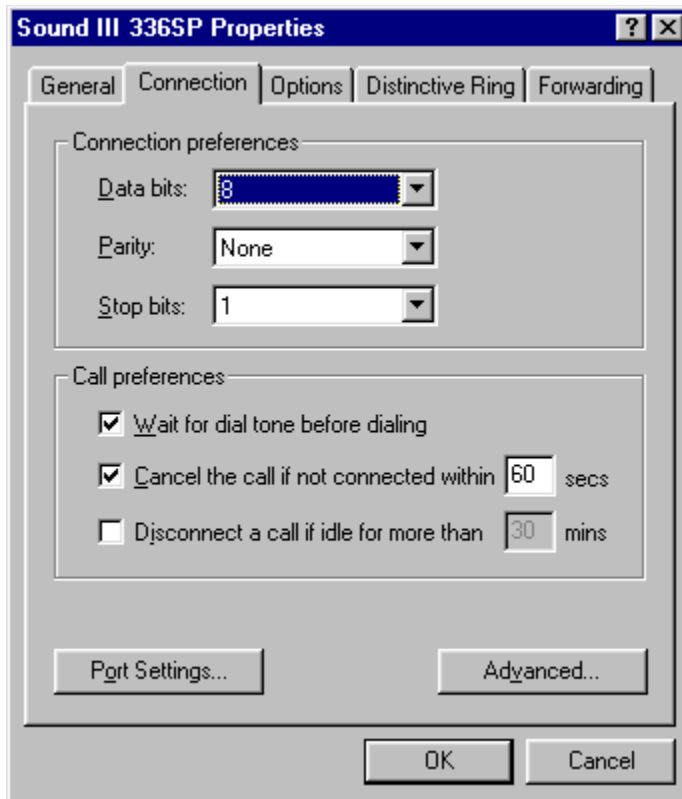 Sound III 336SP Properties
General Connection Options Distinctive Ring Forwarding
Connection preferences
Data bits: 8
Parity: None
Stop bits: 1
Call preferences
Wait for dial tone before dialing
Cancel the call if not connected within 60 secs
Disconnect a call if idle for more than 30 mins
Port Settings... Advanced...
OK Cancel